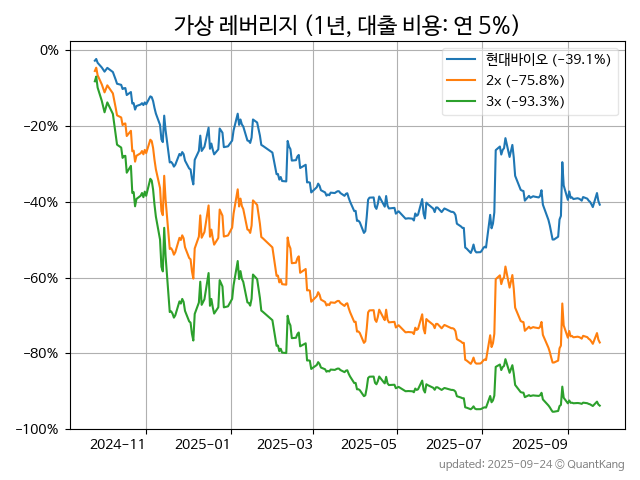 가상 레버리지 (1년, 대출 비용: 연 5%)
현대바이오 (−39.1%)
2x (−75.8%)
3x (−93.3%)
0%
−20%
−40%
−60%
−80%
−100%
2024-11 2025-01 2025-03 2025-05 2025-07 2025-09
updated: 2025-09-24 © QuantKang